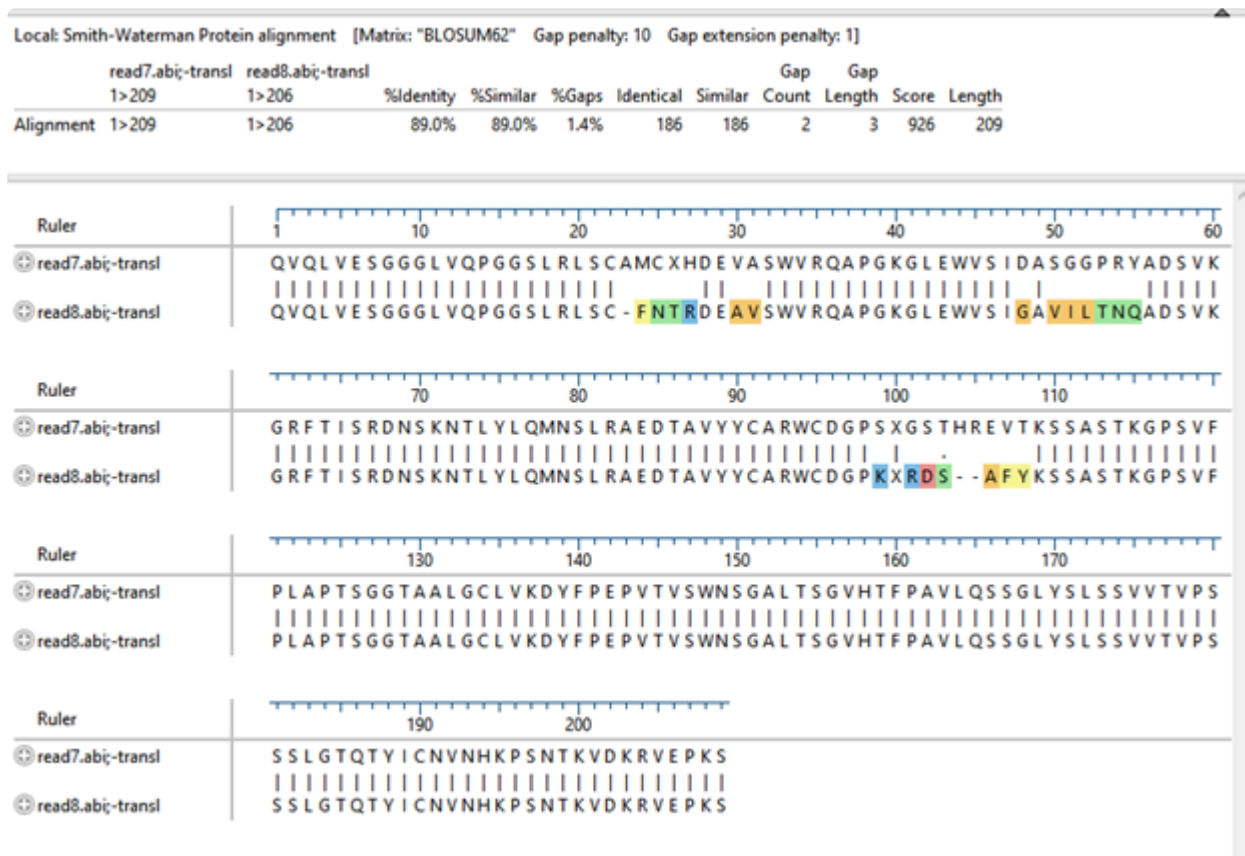 Local: Smith-Waterman Protein alignment [Matrix: "BLOSUM62" Gap penalty: 10 Gap extension penalty: 1]
read7.abi;-transl read8.abi;-transl Gap Gap
1>209 1>206 %Identity %Similar %Gaps Identical Similar Count Length Score Length
Alignment 1>209 1>206 89.0% 89.0% 1.4% 186 186 2 3 926 209
Ruler 1 10 20 30 40 50 60
read7.abi;-transl QVQLVESGGGLVQPGGSLRLSCAMCXHDEVASWVRQAPGKGLEWVSIDASGGPRYADSVK
read8.abi;-transl QVQLVESGGGLVQPGGSLRLSC-FNTRDEAVSWVRQAPGKGLEWVSIGAVILTNQADSVK
Ruler 70 80 90 100 110
read7.abi;-transl GRFTISRDNSKNTLYLQMNSLRAEDTAVYYCARWCDGPSXGSTHREVTKSSASTKGPSVF
read8.abi;-transl GRFTISRDNSKNTLYLQMNSLRAEDTAVYYCARWCDGPKXRDS--AFYKSSASTKGPSVF
Ruler 130 140 150 160 170
read7.abi;-transl PLAPTSGGTAALGCLVKDYFPEPVTVSWNSGALTSGVHTFPAVLQSSGLYSLSSVVTVPS
read8.abi;-transl PLAPTSGGTAALGCLVKDYFPEPVTVSWNSGALTSGVHTFPAVLQSSGLYSLSSVVTVPS
Ruler 190 200
read7.abi;-transl SSLGTQTYICNVNHKPSNTKVDKRVEPKS
read8.abi;-transl SSLGTQTYICNVNHKPSNTKVDKRVEPKS